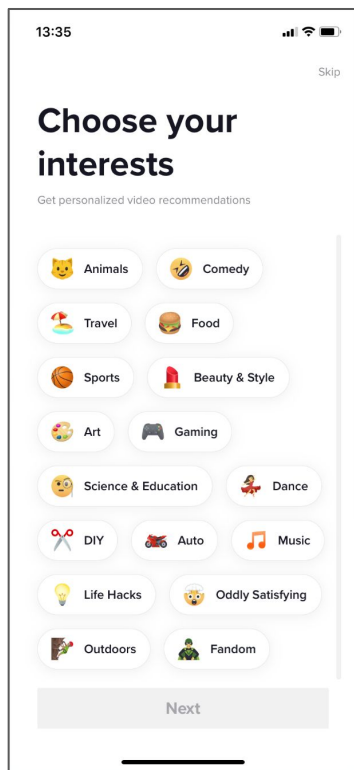 13:35
Skip
Choose your
interests
Get personalized video recommendations
Animals
Comedy
Travel
Food
Sports
Beauty & Style
Art
Gaming
Science & Education
Dance
DIY
Auto
Music
Life Hacks
Oddly Satisfying
Outdoors
Fandom
Next